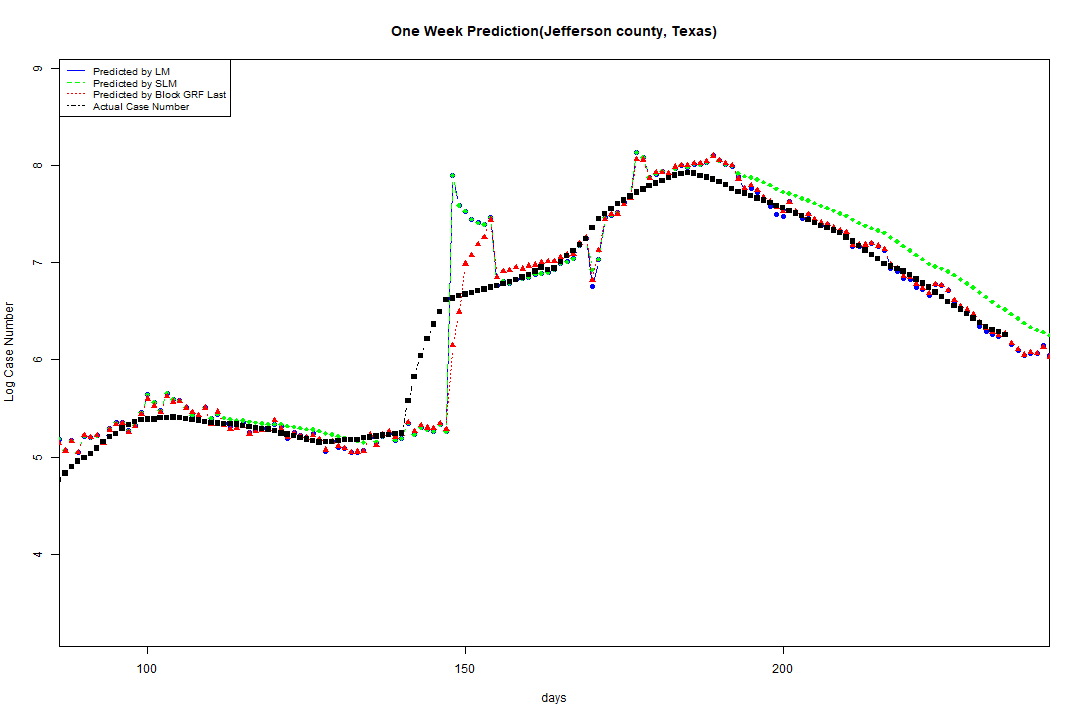 One Week Prediction(Jefferson county, Texas)
Predicted by LM
Predicted by SLM
Predicted by Block GRF Last
Actual Case Number
9
8
7
6
5
4
Log Case Number
100
150
200
days